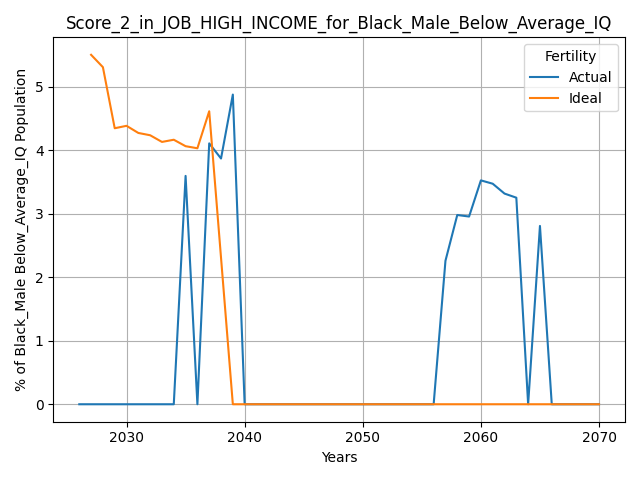 Score_2_in_JOB_HIGH_INCOME_for_Black_Male_Below_Average_IQ
% of Black_Male Below_Average_IQ Population
5
4
3
2
1
0
Fertility
Actual
Ideal
2030
2040
2050
2060
2070
Years